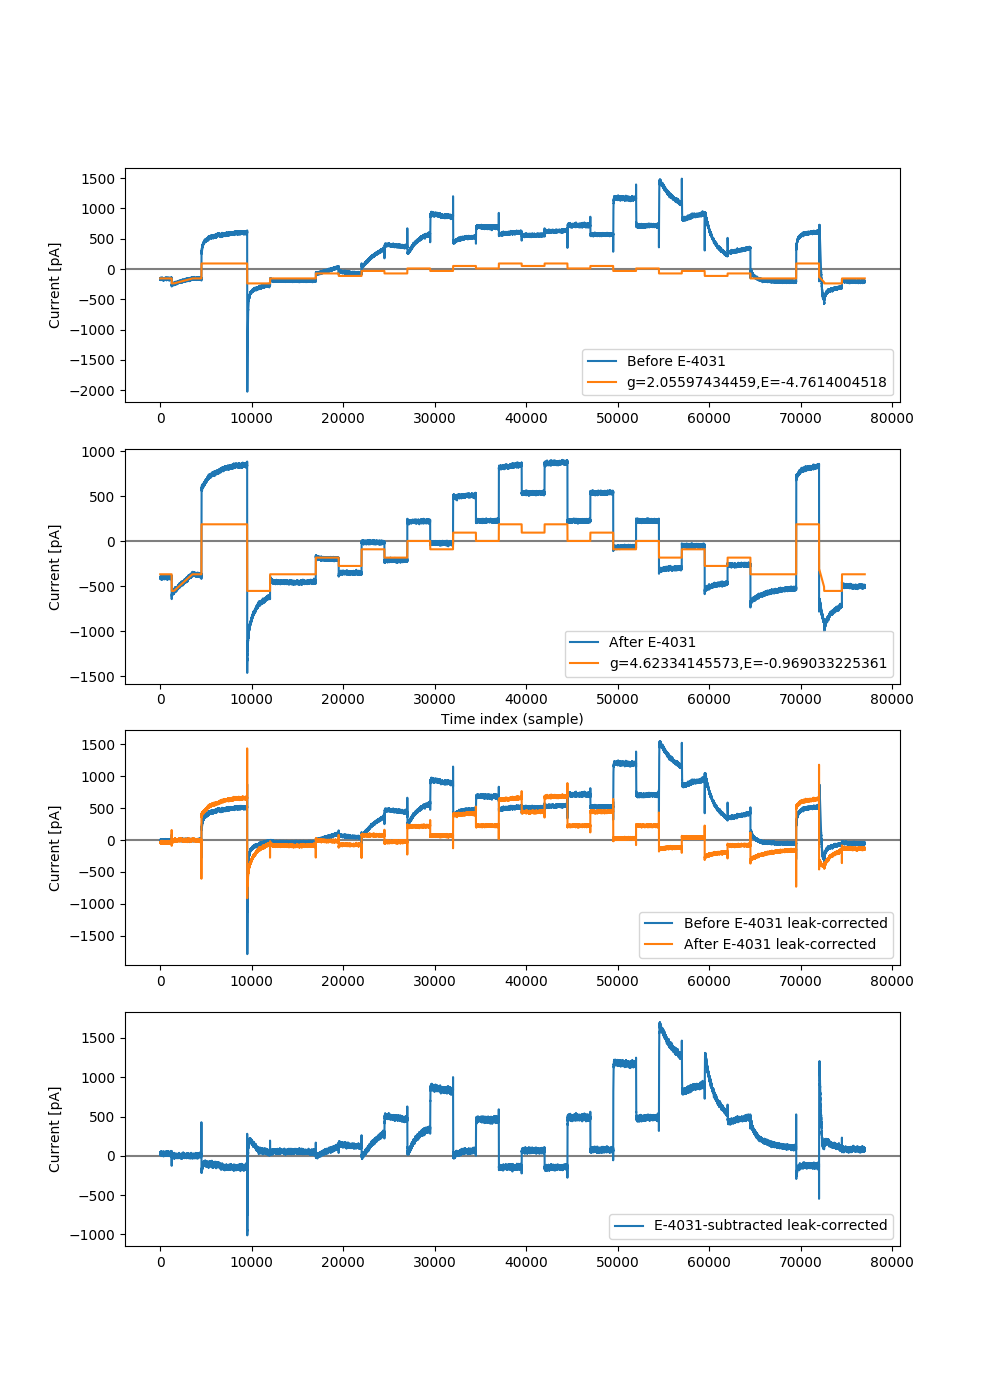 1500
1000
500
0
−500
−1000
−1500
−2000
Current [pA]
Before E-4031
g=2.05597434459,E=-4.7614004518
0 10000 20000 30000 40000 50000 60000 70000 80000
1000
500
0
−500
−1000
−1500
Current [pA]
After E-4031
g=4.62334145573,E=-0.969033225361
0 10000 20000 30000 40000 50000 60000 70000 80000
Time index (sample)
1500
1000
500
0
−500
−1000
−1500
Current [pA]
Before E-4031 leak-corrected
After E-4031 leak-corrected
0 10000 20000 30000 40000 50000 60000 70000 80000
1500
1000
500
0
−500
−1000
Current [pA]
E-4031-subtracted leak-corrected
0 10000 20000 30000 40000 50000 60000 70000 80000